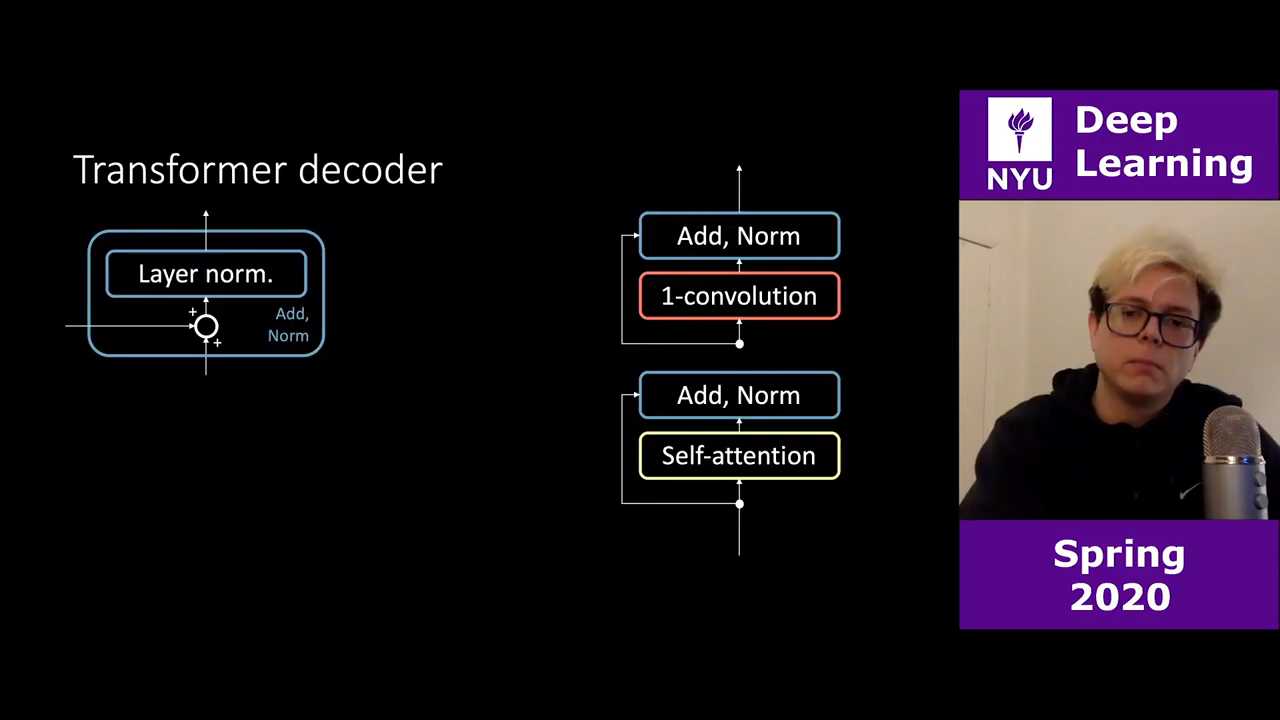 Transformer decoder
Layer norm.
+
+
Add,
Norm
Add, Norm
1-convolution
Add, Norm
Self-attention
NYU
Deep
Learning
Spring
2020